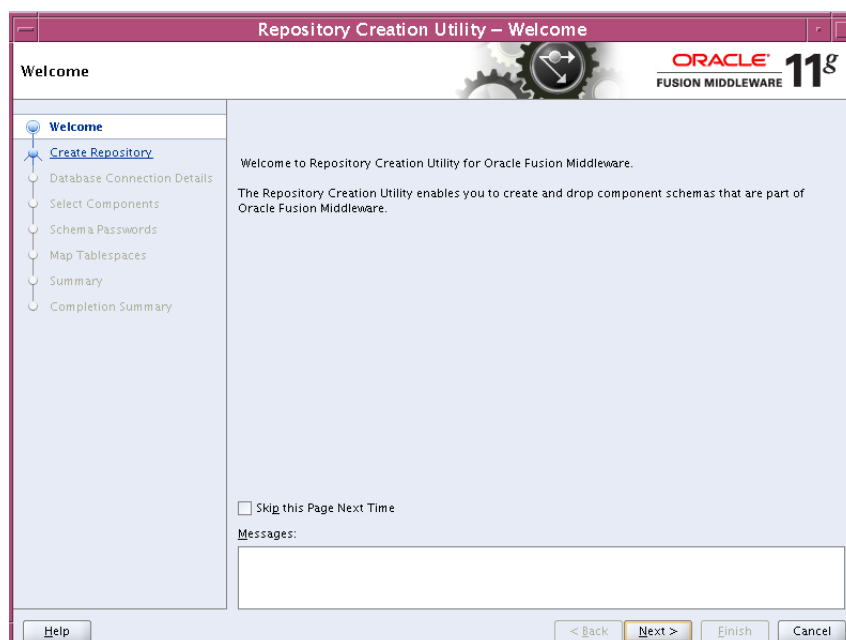 Repository Creation Utility – Welcome
Welcome
ORACLE
FUSION MIDDLEWARE
11g
Welcome
Create Repository
Database Connection Details
Select Components
Schema Passwords
Map Tablespaces
Summary
Completion Summary
Welcome to Repository Creation Utility for Oracle Fusion Middleware.
The Repository Creation Utility enables you to create and drop component schemas that are part of
Oracle Fusion Middleware.
Skip this Page Next Time
Messages:
Help
< Back
Next >
Finish
Cancel